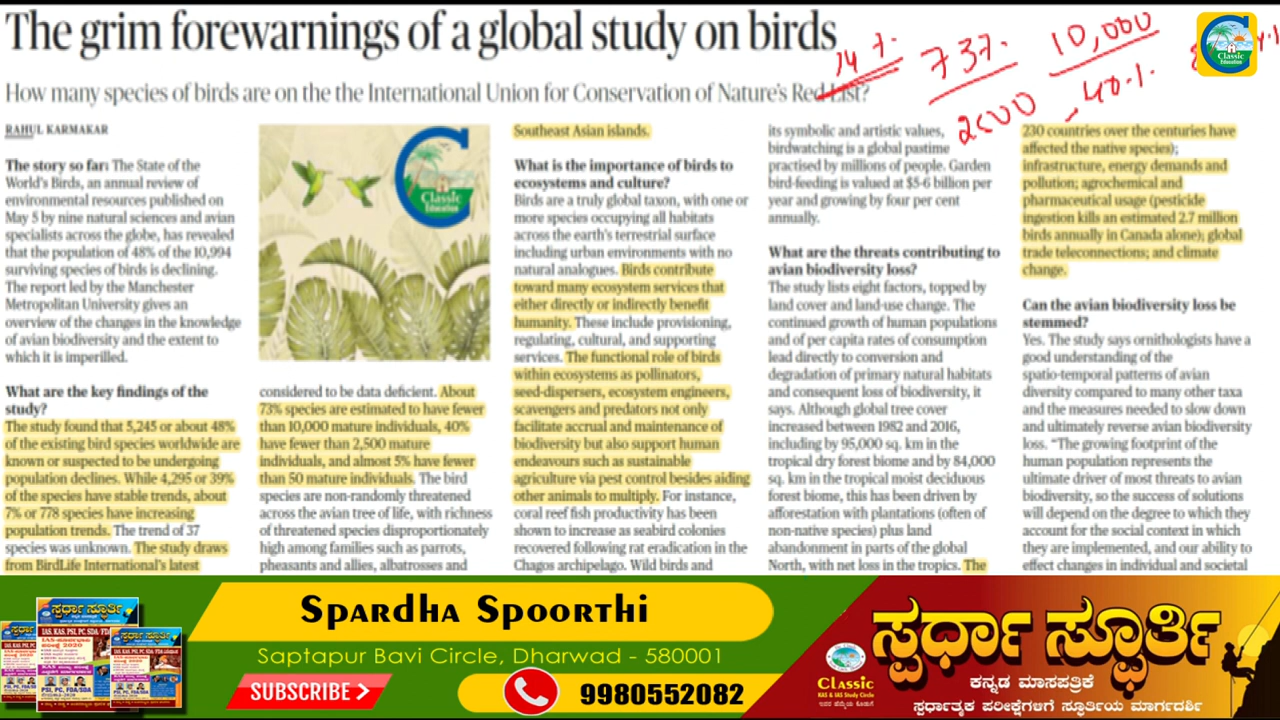 The grim forewarnings of a global study on birds
How many species of birds are on the the International Union for Conservation of Nature's Red List?
14 %.
73%.
2500
10,000
40%.
Classic
Education
RAHUL KARMAKAR
The story so far: The State of the
World's Birds, an annual review of
environmental resources published on
May 5 by nine natural sciences and avian
specialists across the globe, has revealed
that the population of 48% of the 10,994
surviving species of birds is declining.
The report led by the Manchester
Metropolitan University gives an
overview of the changes in the knowledge
of avian biodiversity and the extent to
which it is imperilled.
What are the key findings of the
study?
The study found that 5,245 or about 48%
of the existing bird species worldwide are
known or suspected to be undergoing
population declines. While 4,295 or 39%
of the species have stable trends, about
7% or 778 species have increasing
population trends. The trend of 37
species was unknown. The study draws
from BirdLife International's latest
Classic
Education
considered to be data deficient. About
73% species are estimated to have fewer
than 10,000 mature individuals, 40%
have fewer than 2,500 mature
individuals, and almost 5% have fewer
than 50 mature individuals. The bird
species are non-randomly threatened
across the avian tree of life, with richness
of threatened species disproportionately
high among families such as parrots,
pheasants and allies, albatrosses and
Southeast Asian islands.
What is the importance of birds to
ecosystems and culture?
Birds are a truly global taxon, with one or
more species occupying all habitats
across the earth's terrestrial surface
including urban environments with no
natural analogues. Birds contribute
toward many ecosystem services that
either directly or indirectly benefit
humanity. These include provisioning,
regulating, cultural, and supporting
services. The functional role of birds
within ecosystems as pollinators,
seed-dispersers, ecosystem engineers,
scavengers and predators not only
facilitate accrual and maintenance of
biodiversity but also support human
endeavours such as sustainable
agriculture via pest control besides aiding
other animals to multiply. For instance,
coral reef fish productivity has been
shown to increase as seabird colonies
recovered following rat eradication in the
Chagos archipelago. Wild birds and
its symbolic and artistic values,
birdwatching is a global pastime
practised by millions of people. Garden
bird-feeding is valued at $5-6 billion per
year and growing by four per cent
annually.
What are the threats contributing to
avian biodiversity loss?
The study lists eight factors, topped by
land cover and land-use change. The
continued growth of human populations
and of per capita rates of consumption
lead directly to conversion and
degradation of primary natural habitats
and consequent loss of biodiversity, it
says. Although global tree cover
increased between 1982 and 2016,
including by 95,000 sq. km in the
tropical dry forest biome and by 84,000
sq. km in the tropical moist deciduous
forest biome, this has been driven by
afforestation with plantations (often of
non-native species) plus land
abandonment in parts of the global
North, with net loss in the tropics. The
230 countries over the centuries have
affected the native species);
infrastructure, energy demands and
pollution; agrochemical and
pharmaceutical usage (pesticide
ingestion kills an estimated 2.7 million
birds annually in Canada alone); global
trade teleconnections; and climate
change.
Can the avian biodiversity loss be
stemmed?
Yes. The study says ornithologists have a
good understanding of the
spatio-temporal patterns of avian
diversity compared to many other taxa
and the measures needed to slow down
and ultimately reverse avian biodiversity
loss. "The growing footprint of the
human population represents the
ultimate driver of most threats to avian
biodiversity, so the success of solutions
will depend on the degree to which they
account for the social context in which
they are implemented, and our ability to
effect changes in individual and societal
Spardha Spoorthi
Saptapur Bavi Circle, Dharwad - 580001
SUBSCRIBE
9980552082
ಸ್ಪರ್ಧಾ ಸ್ಫೂರ್ತಿ
ಕನ್ನಡ ಮಾಸಪತ್ರಿಕೆ
ಸ್ಪರ್ಧಾತ್ಮಕ ಪರೀಕ್ಷೆಗಳಿಗೆ ಸ್ಫೂರ್ತಿಯ ಮಾರ್ಗದರ್ಶಿ
Classic
KAS & IAS Study Circle